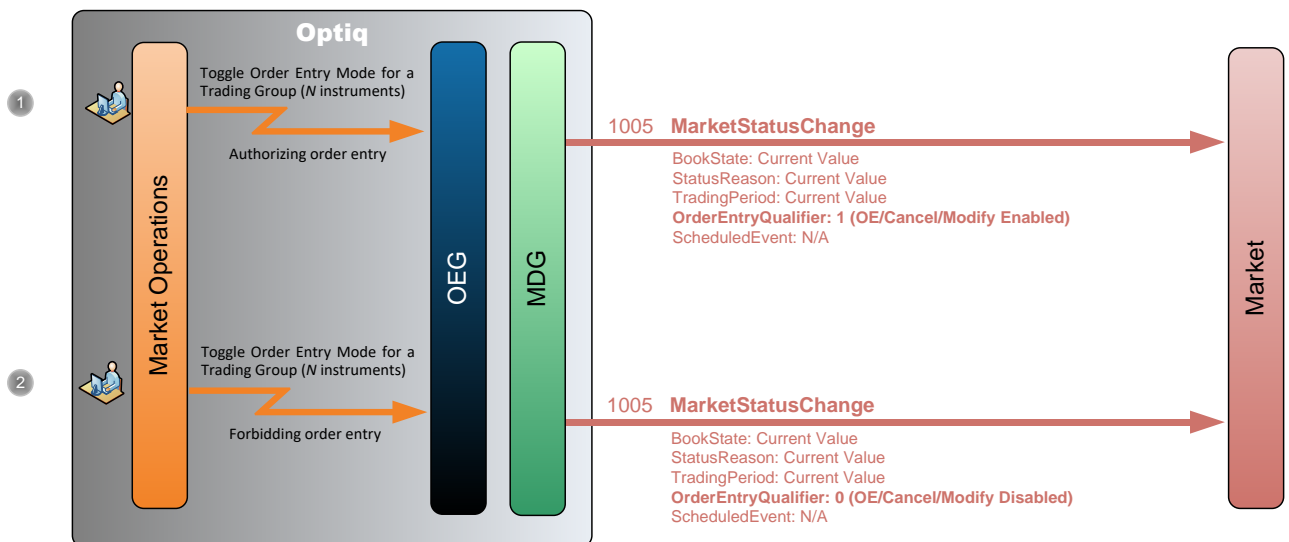 Optiq
1
Toggle Order Entry Mode for a
Trading Group (N instruments)
Authorizing order entry
1005 MarketStatusChange
BookState: Current Value
StatusReason: Current Value
TradingPeriod: Current Value
OrderEntryQualifier: 1 (OE/Cancel/Modify Enabled)
ScheduledEvent: N/A
Market Operations
OEG
MDG
Market
2
Toggle Order Entry Mode for a
Trading Group (N instruments)
Forbidding order entry
1005 MarketStatusChange
BookState: Current Value
StatusReason: Current Value
TradingPeriod: Current Value
OrderEntryQualifier: 0 (OE/Cancel/Modify Disabled)
ScheduledEvent: N/A